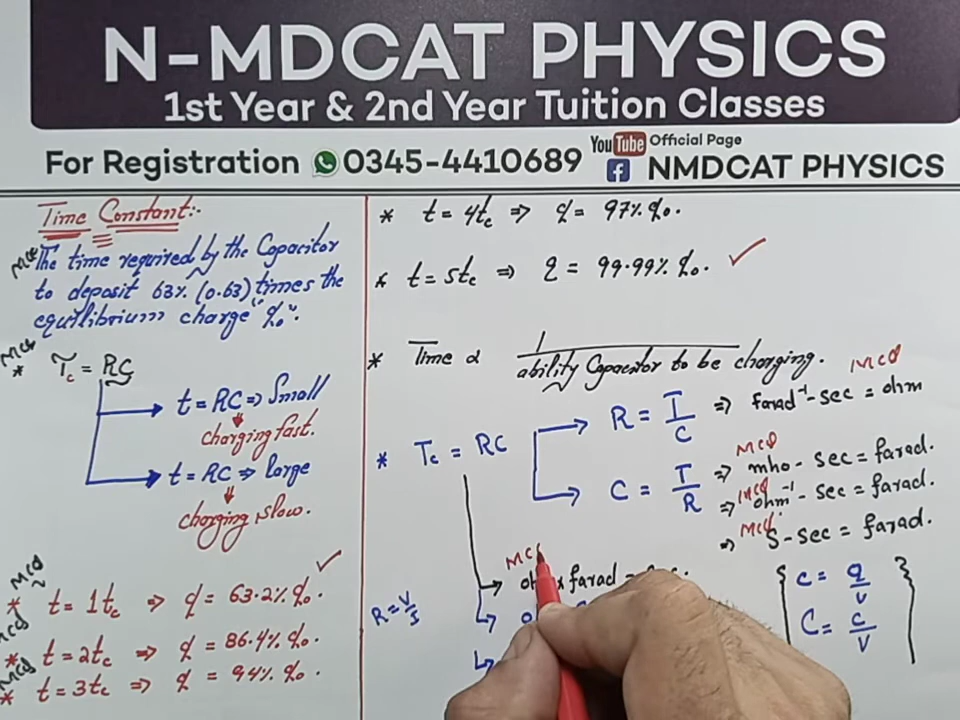 N-MDCAT PHYSICS
1st Year & 2nd Year Tuition Classes
For Registration 0345-4410689
YouTube Official Page
NMDCAT PHYSICS
Time Constant:-
MCQ The time required by the Capacitor
to deposit 63% (0.63) times the
equilibriumm charge "q₀".
MCQ
* τc = RC
t = RC ⇒ Small
charging fast.
t = RC ⇒ large
charging slow.
MCQ
* t = 1tc ⇒ q = 63.2% q₀.
MCQ
* t = 2tc ⇒ q = 86.4% q₀.
MCQ
* t = 3tc ⇒ q = 94% q₀.
* t = 4tc ⇒ q = 97% q₀.
* t = 5tc ⇒ q = 99.99% q₀.
* Time α 1/ability Capacitor to be charging.
MCQ
* Tc = RC
R = T/C ⇒ farad⁻¹-sec = ohm
MCQ
C = T/R ⇒ mho-sec = farad.
MCQ
⇒ ohm⁻¹-sec = farad.
MCQ
⇒ S-sec = farad.
MC
farad
R = V/I
C = q/V
C = C/V